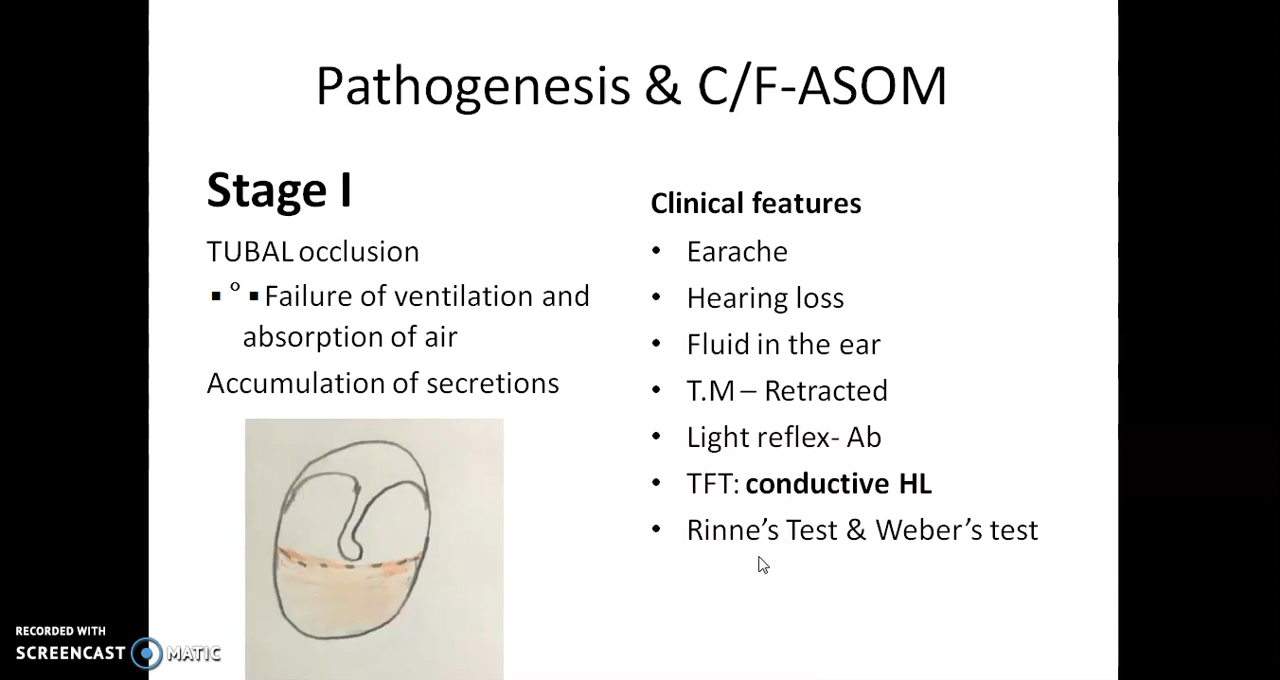 Pathogenesis & C/F-ASOM
Stage I
TUBAL occlusion
▪ º ▪ Failure of ventilation and
absorption of air
Accumulation of secretions
Clinical features
• Earache
• Hearing loss
• Fluid in the ear
• T.M – Retracted
• Light reflex- Ab
• TFT: conductive HL
• Rinne’s Test & Weber’s test
RECORDED WITH
SCREENCAST MATIC